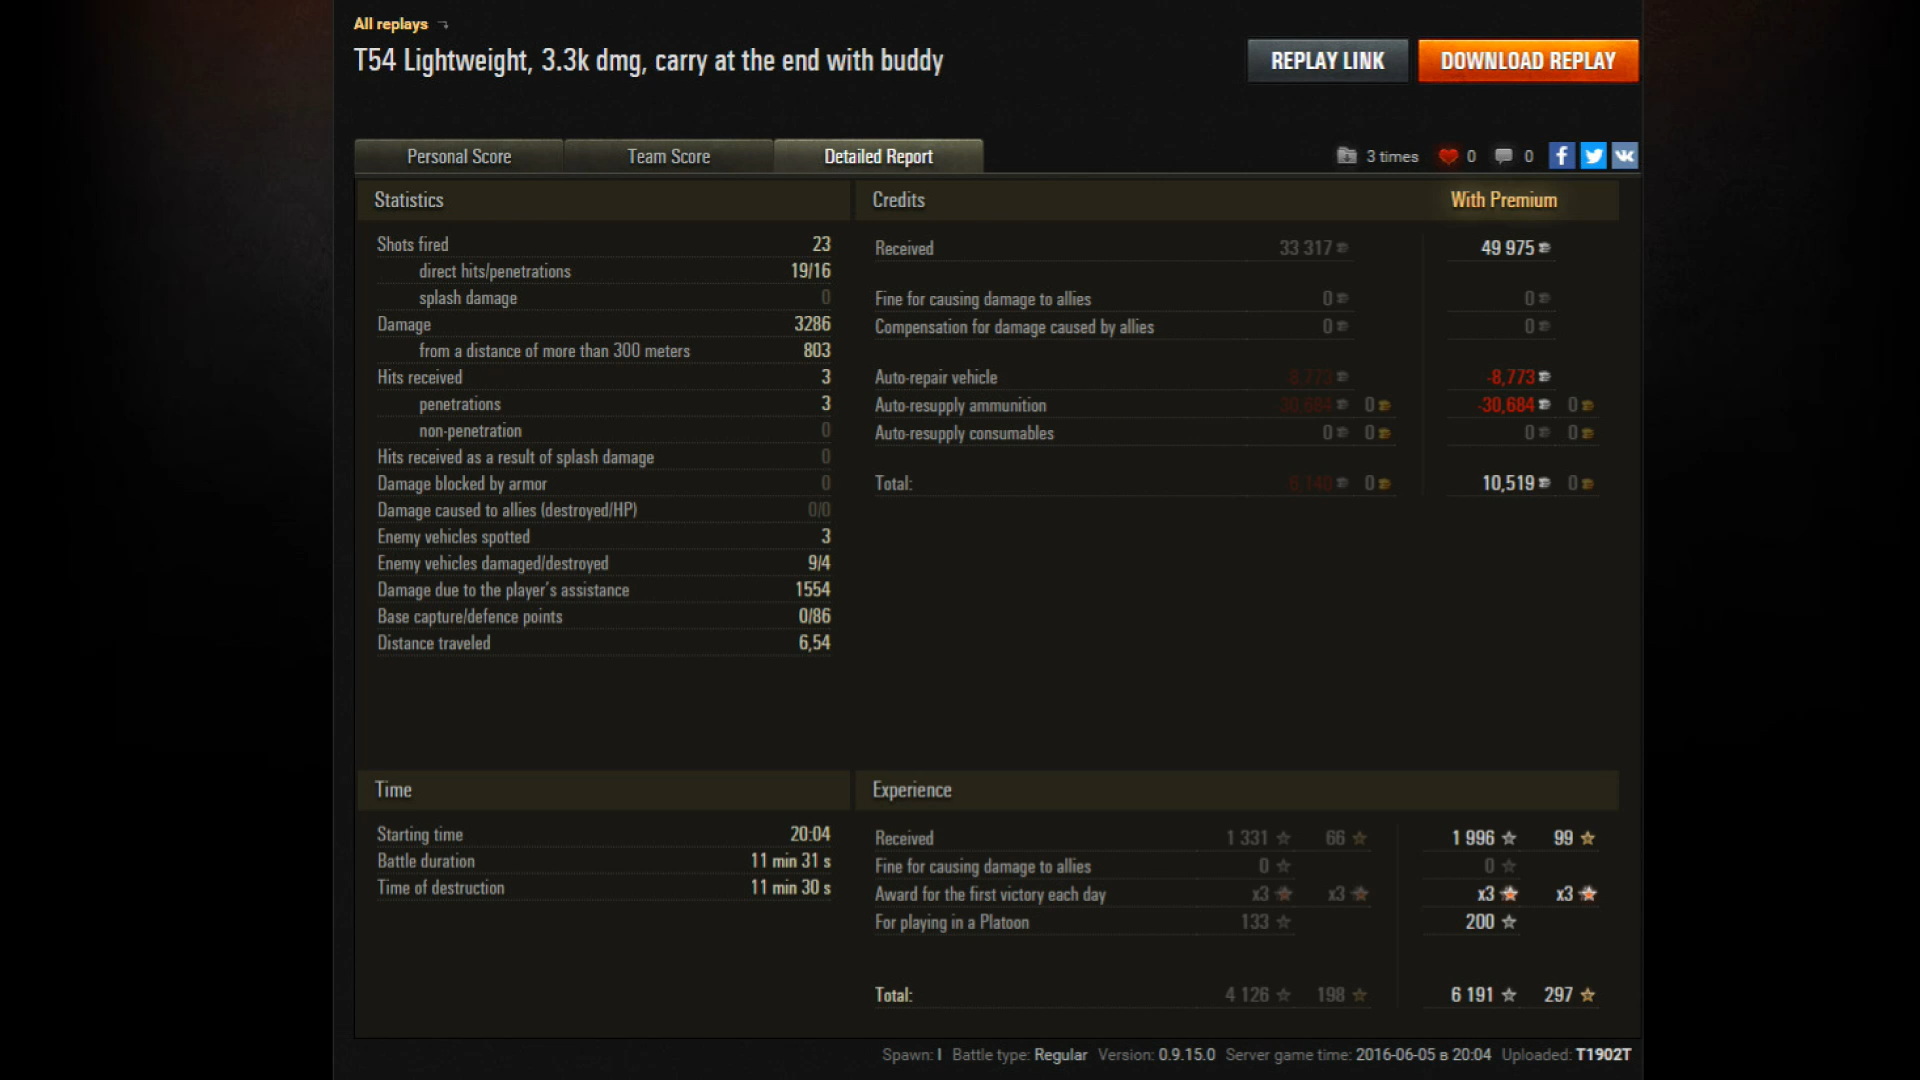 All replays
T54 Lightweight, 3.3k dmg, carry at the end with buddy
REPLAY LINK
DOWNLOAD REPLAY
Personal Score
Team Score
Detailed Report
3 times 0 0
Statistics
Shots fired 23
direct hits/penetrations 19/16
splash damage 0
Damage 3286
from a distance of more than 300 meters 803
Hits received 3
penetrations 3
non-penetration 0
Hits received as a result of splash damage 0
Damage blocked by armor 0
Damage caused to allies (destroyed/HP) 0/0
Enemy vehicles spotted 3
Enemy vehicles damaged/destroyed 9/4
Damage due to the player's assistance 1554
Base capture/defence points 0/86
Distance traveled 6,54
Credits With Premium
Received 33 317 49 975
Fine for causing damage to allies 0 0
Compensation for damage caused by allies 0 0
Auto-repair vehicle -8,773 -8,773
Auto-resupply ammunition -30,684 0 -30,684 0
Auto-resupply consumables 0 0 0 0
Total: -6,140 0 10,519 0
Time
Starting time 20:04
Battle duration 11 min 31 s
Time of destruction 11 min 30 s
Experience
Received 1 331 66 1 996 99
Fine for causing damage to allies 0 0
Award for the first victory each day x3 x3 x3 x3
For playing in a Platoon 133 200
Total: 4 126 198 6 191 297
Spawn: I Battle type: Regular Version: 0.9.15.0 Server game time: 2016-06-05 в 20:04 Uploaded: T1902T